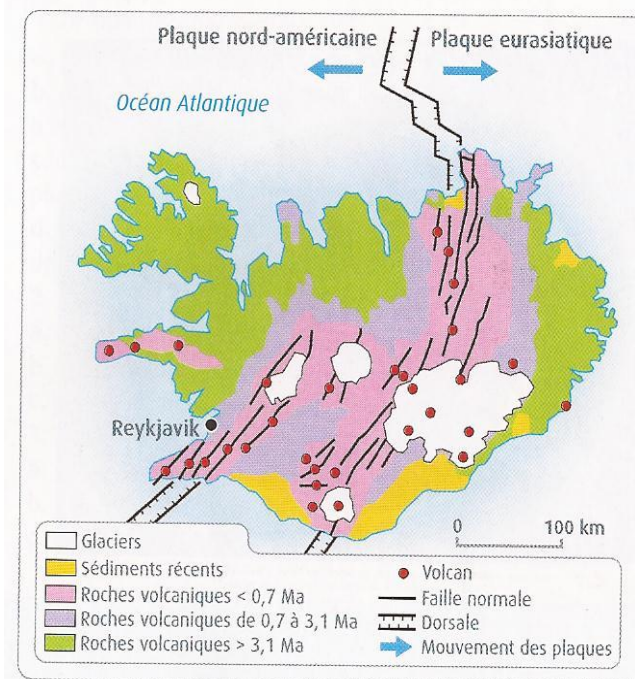 Plaque nord-américaine
Plaque eurasiatique
Océan Atlantique
Reykjavik
0 100 km
Glaciers
Sédiments récents
Roches volcaniques < 0,7 Ma
Roches volcaniques de 0,7 à 3,1 Ma
Roches volcaniques > 3,1 Ma
Volcan
Faille normale
Dorsale
Mouvement des plaques